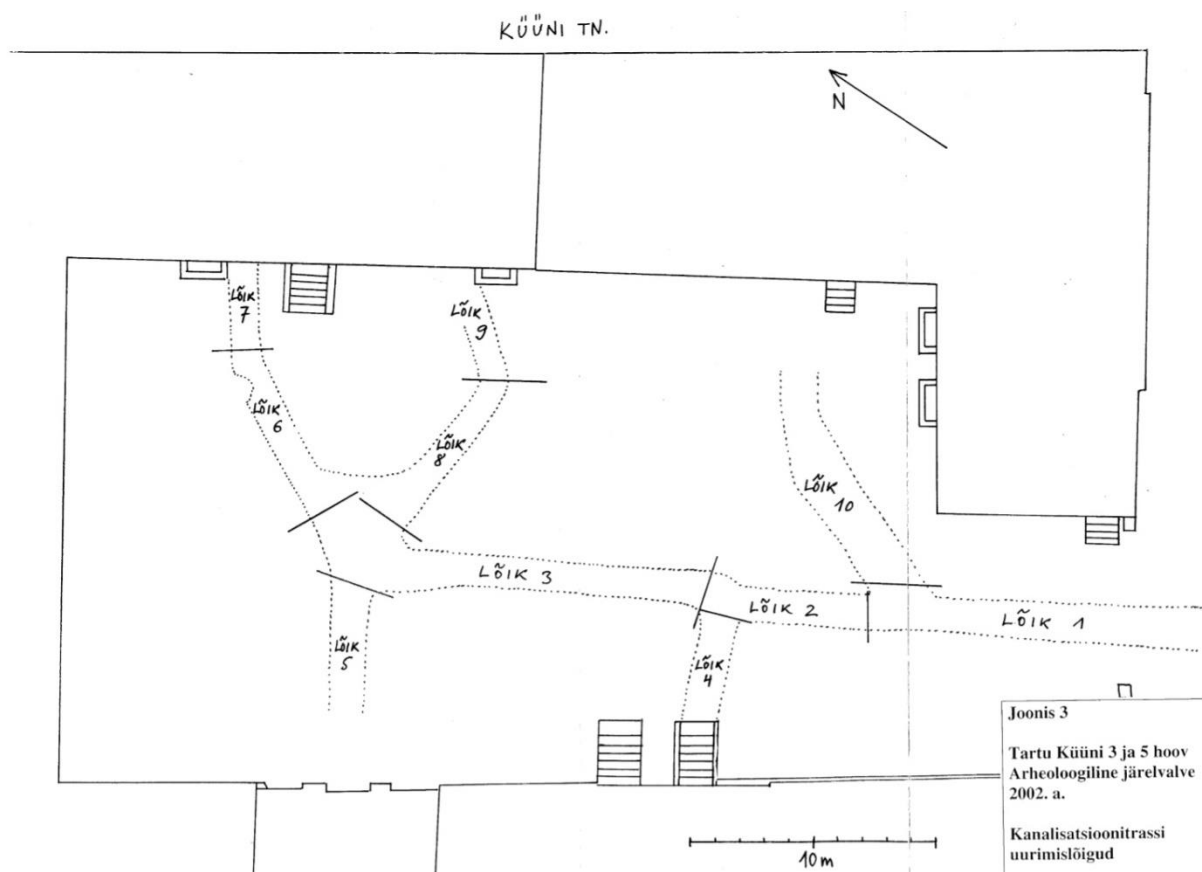 KÜÜNI TN.
N
LÕIK
7
LÕIK
9
LÕIK
6
LÕIK
8
LÕIK
10
LÕIK 3
LÕIK 2
LÕIK 1
LÕIK
5
LÕIK
4
Joonis 3
Tartu Küüni 3 ja 5 hoov
Arheoloogiline järelvalve
2002. a.
Kanalisatsioonitrassi
uurimislõigud
10 m